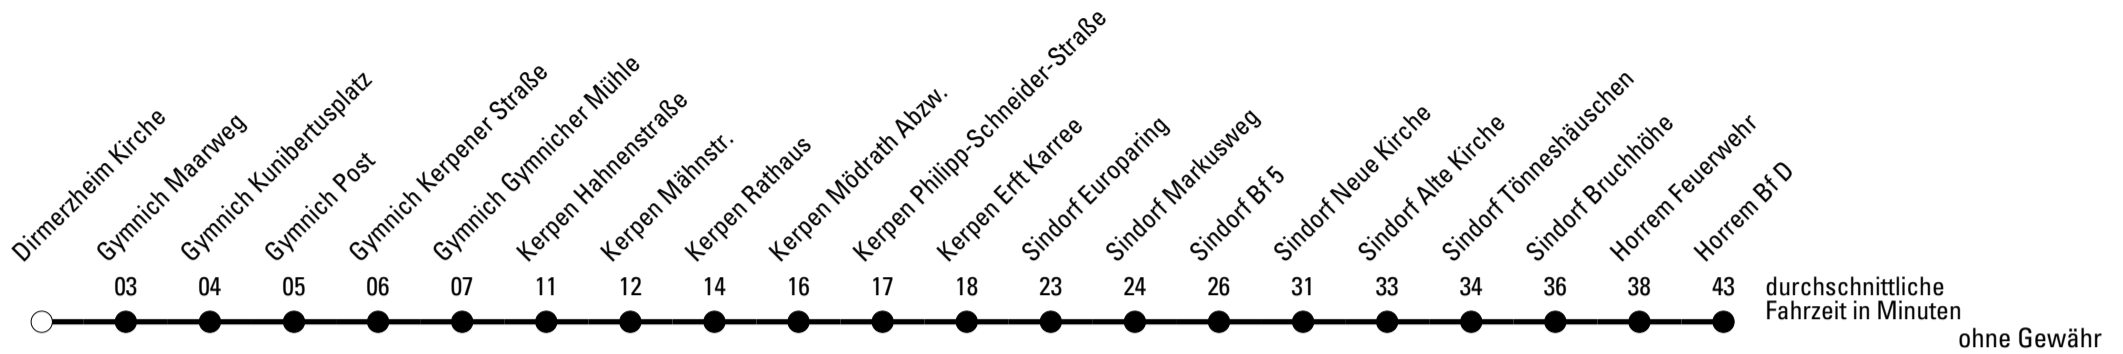 Dirmerzheim Kirche
Gymnich Maarweg
Gymnich Kunibertusplatz
Gymnich Post
Gymnich Kerpener Straße
Gymnich Gymnicher Mühle
Kerpen Hahnenstraße
Kerpen Mähnstr.
Kerpen Rathaus
Kerpen Mödrath Abzw.
Kerpen Philipp-Schneider-Straße
Kerpen Erft Karree
Sindorf Europaring
Sindorf Markusweg
Sindorf Bf 5
Sindorf Neue Kirche
Sindorf Alte Kirche
Sindorf Tönneshäuschen
Sindorf Bruchhöhe
Horrem Feuerwehr
Horrem Bf D
03 04 05 06 07 11 12 14 16 17 18 23 24 26 31 33 34 36 38 43 durchschnittliche
Fahrzeit in Minuten
ohne Gewähr